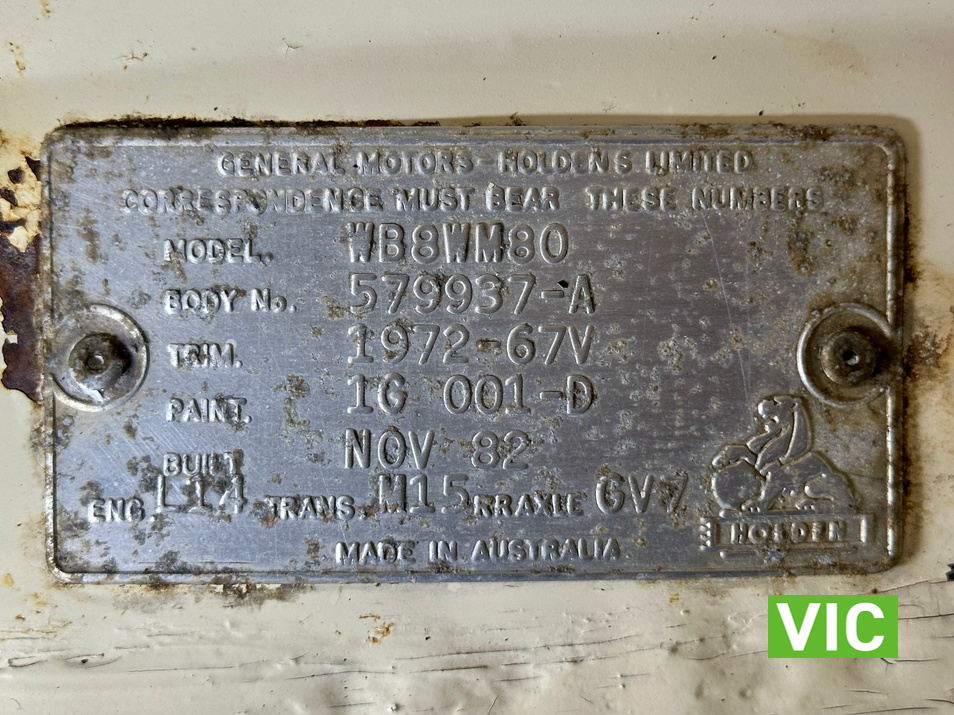 GENERAL MOTORS - HOLDEN'S LIMITED
CORRESPONDENCE MUST BEAR THESE NUMBERS
MODEL. WB8WM80
BODY No. 579937-A
TRIM. 1972-67V
PAINT. 1G 001-D
BUILT NOV 82
ENG. L14 TRANS. M15 RR AXLE GV7
HOLDEN
MADE IN AUSTRALIA
VIC